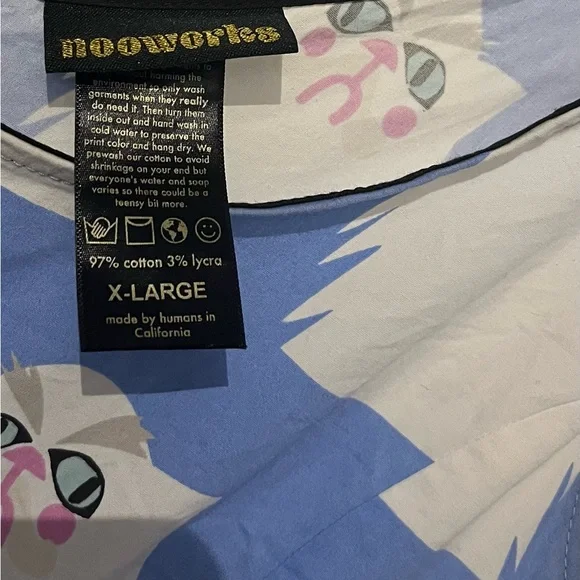 nooworks
to
harming the
environment so only wash
garments when they really
do need it. Then turn them
inside out and hand wash in
cold water to preserve the
print color and hang dry. We
prewash our cotton to avoid
shrinkage on your end but
everyone's water and soap
varies so there could be a
teensy bit more.
97% cotton 3% lycra
X-LARGE
made by humans in
California